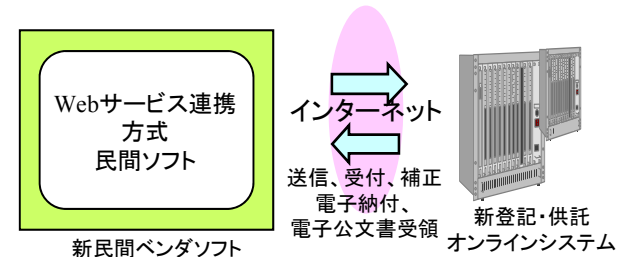 Webサービス連携
方式
民間ソフト
新民間ベンダソフト
インターネット
送信、受付、補正
電子納付、
電子公文書受領
新登記・供託
オンラインシステム